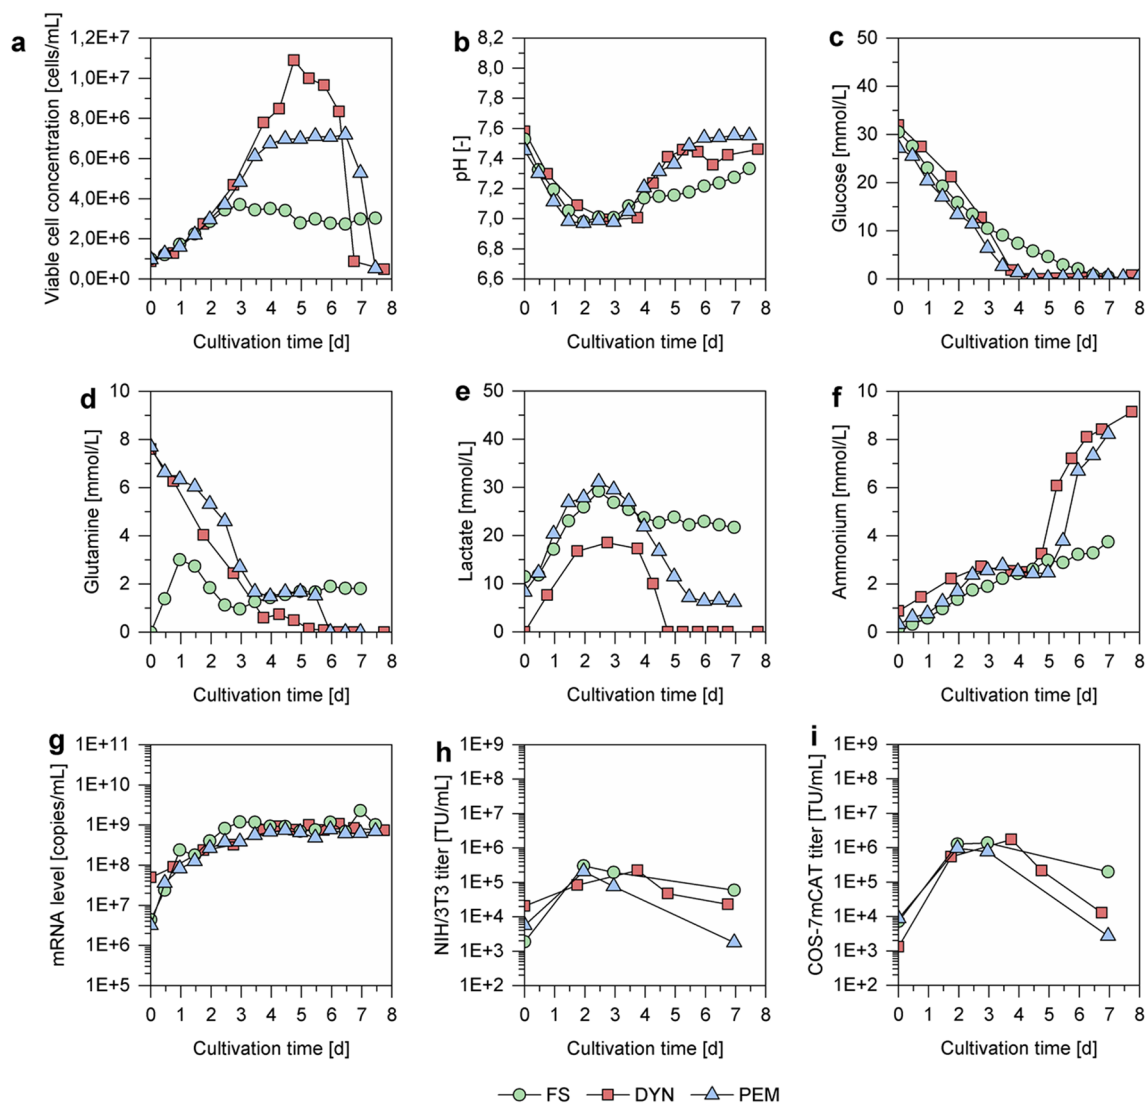 a
Viable cell concentration [cells/mL]
1,2E+7
1,0E+7
8,0E+6
6,0E+6
4,0E+6
2,0E+6
0,0E+0
0 1 2 3 4 5 6 7 8
Cultivation time [d]
b
pH [-]
8,2
8,0
7,8
7,6
7,4
7,2
7,0
6,8
6,6
0 1 2 3 4 5 6 7 8
Cultivation time [d]
c
Glucose [mmol/L]
50
40
30
20
10
0
0 1 2 3 4 5 6 7 8
Cultivation time [d]
d
Glutamine [mmol/L]
10
8
6
4
2
0
0 1 2 3 4 5 6 7 8
Cultivation time [d]
e
Lactate [mmol/L]
50
40
30
20
10
0
0 1 2 3 4 5 6 7 8
Cultivation time [d]
f
Ammonium [mmol/L]
10
8
6
4
2
0
0 1 2 3 4 5 6 7 8
Cultivation time [d]
g
mRNA level [copies/mL]
1E+11
1E+10
1E+9
1E+8
1E+7
1E+6
1E+5
0 1 2 3 4 5 6 7 8
Cultivation time [d]
h
NIH/3T3 titer [TU/mL]
1E+9
1E+8
1E+7
1E+6
1E+5
1E+4
1E+3
1E+2
0 1 2 3 4 5 6 7 8
Cultivation time [d]
i
COS-7mCAT titer [TU/mL]
1E+9
1E+8
1E+7
1E+6
1E+5
1E+4
1E+3
1E+2
0 1 2 3 4 5 6 7 8
Cultivation time [d]
FS DYN PEM